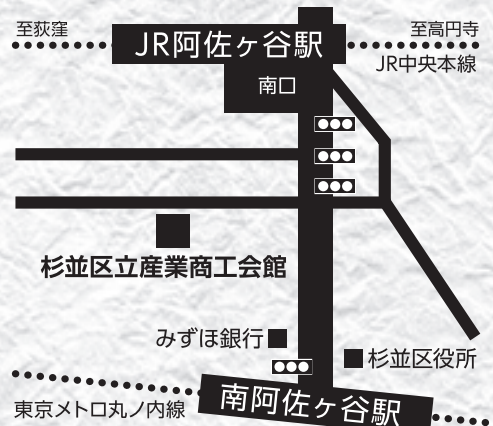 至荻窪
JR阿佐ヶ谷駅
至高円寺
JR中央本線
南口
杉並区立産業商工会館
みずほ銀行
杉並区役所
東京メトロ丸ノ内線
南阿佐ヶ谷駅